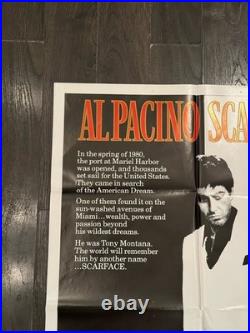 AL PACINO SCA
In the spring of 1980,
the port at Mariel Harbor
was opened, and thousands
set sail for the United States.
They came in search
of the American Dream.
One of them found it on the
sun-washed avenues of
Miami...wealth, power and
passion beyond
his wildest dreams.
He was Tony Montana.
The world will remember
him by another name
...SCARFACE.